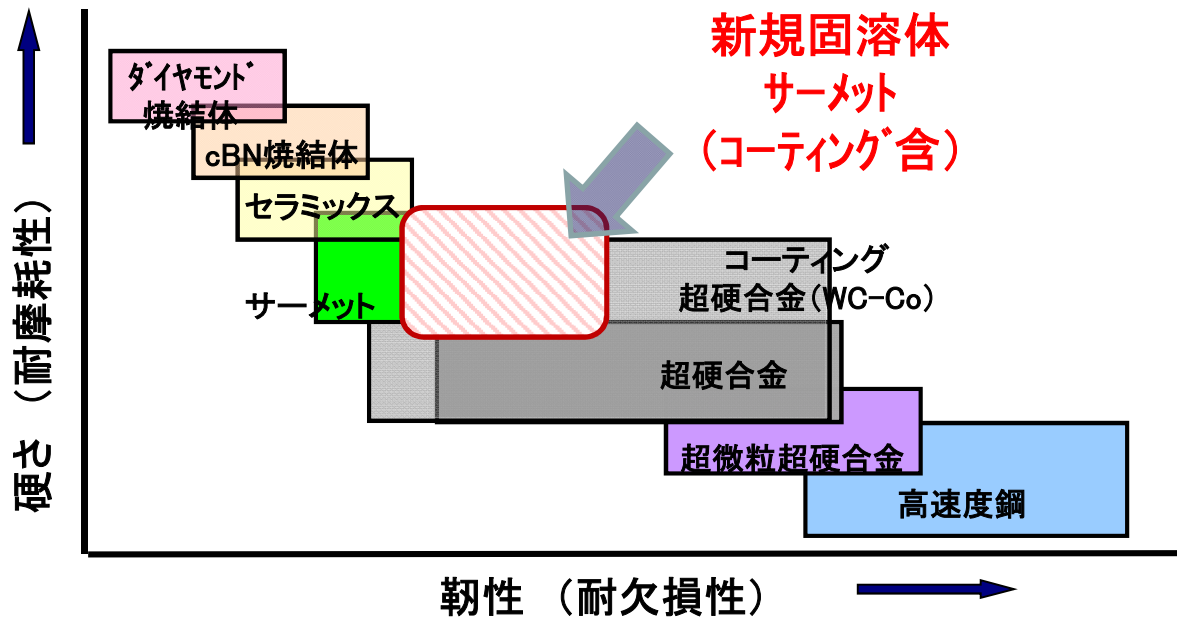 新規固溶体
サーメット
(コーティング含)
ダイヤモンド
焼結体
cBN焼結体
セラミックス
サーメット
コーティング
超硬合金(WC-Co)
超硬合金
超微粒超硬合金
高速度鋼
硬さ (耐摩耗性)
靭性 (耐欠損性)